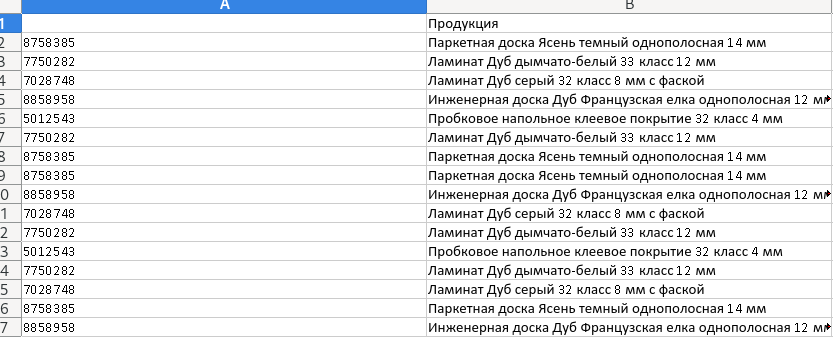 A B
1 Продукция
2 8758385 Паркетная доска Ясень темный однополосная 14 мм
3 7750282 Ламинат Дуб дымчато-белый 33 класс 12 мм
4 7028748 Ламинат Дуб серый 32 класс 8 мм с фаской
5 8858958 Инженерная доска Дуб Французская елка однополосная 12
6 5012543 Пробковое напольное клеевое покрытие 32 класс 4 мм
7 7750282 Ламинат Дуб дымчато-белый 33 класс 12 мм
8 8758385 Паркетная доска Ясень темный однополосная 14 мм
9 8758385 Паркетная доска Ясень темный однополосная 14 мм
0 8858958 Инженерная доска Дуб Французская елка однополосная 12
1 7028748 Ламинат Дуб серый 32 класс 8 мм с фаской
2 7750282 Ламинат Дуб дымчато-белый 33 класс 12 мм
3 5012543 Пробковое напольное клеевое покрытие 32 класс 4 мм
4 7750282 Ламинат Дуб дымчато-белый 33 класс 12 мм
5 7028748 Ламинат Дуб серый 32 класс 8 мм с фаской
6 8758385 Паркетная доска Ясень темный однополосная 14 мм
7 8858958 Инженерная доска Дуб Французская елка однополосная 12